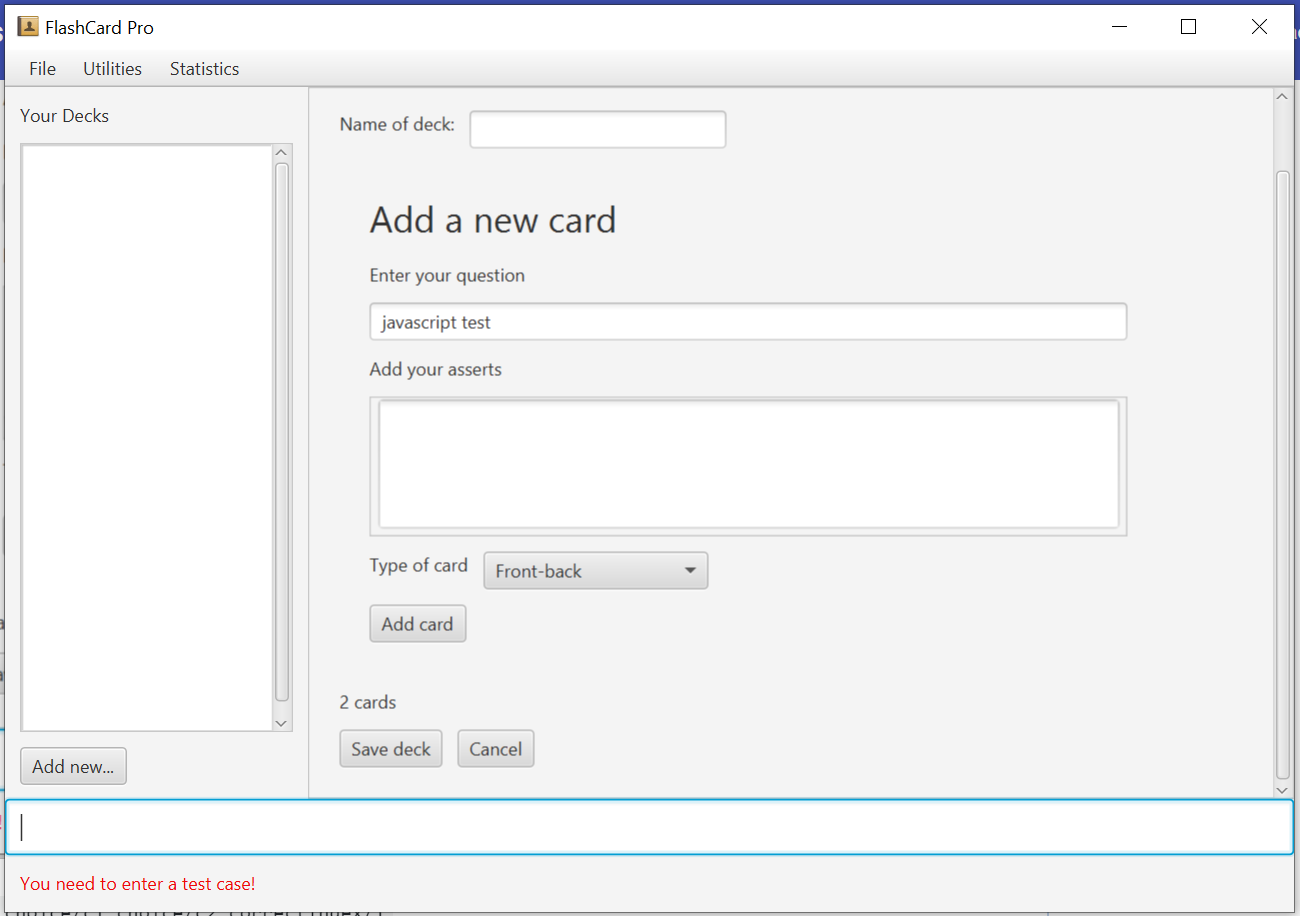 FlashCard Pro
File Utilities Statistics
Your Decks
Name of deck:
Add a new card
Enter your question
javascript test
Add your asserts
Type of card Front-back
Add card
2 cards
Save deck Cancel
Add new...
You need to enter a test case!